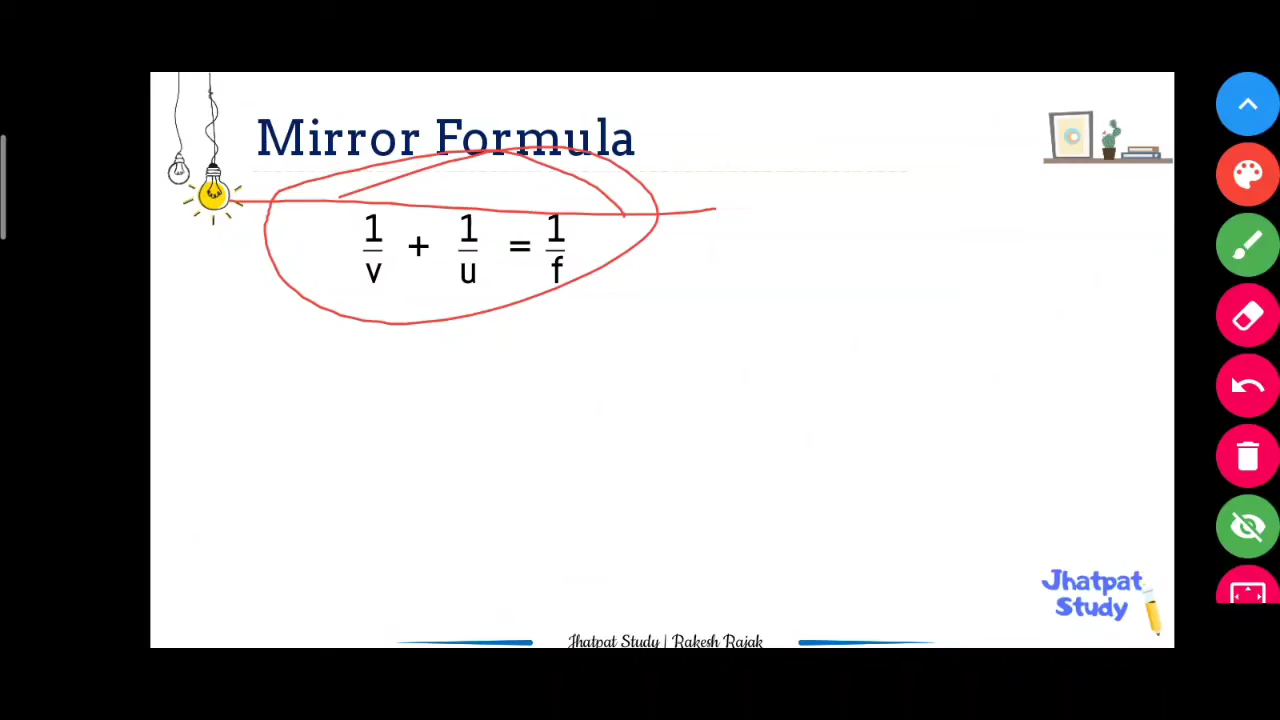 Mirror Formula
1/v + 1/u = 1/f
Jhatpat
Study
Jhatpat Study | Rakesh Rajak